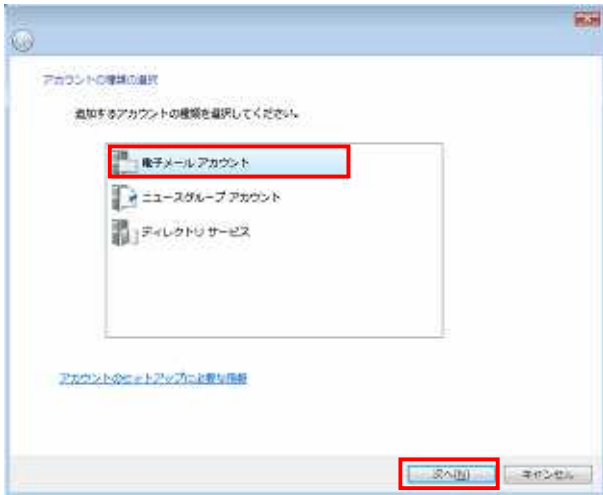 アカウントの種類の選択
追加するアカウントの種類を選択してください。
電子メール アカウント
ニュースグループ アカウント
ディレクトリ サービス
アカウントのセットアップに必要な情報
次へ(N)
キャンセル